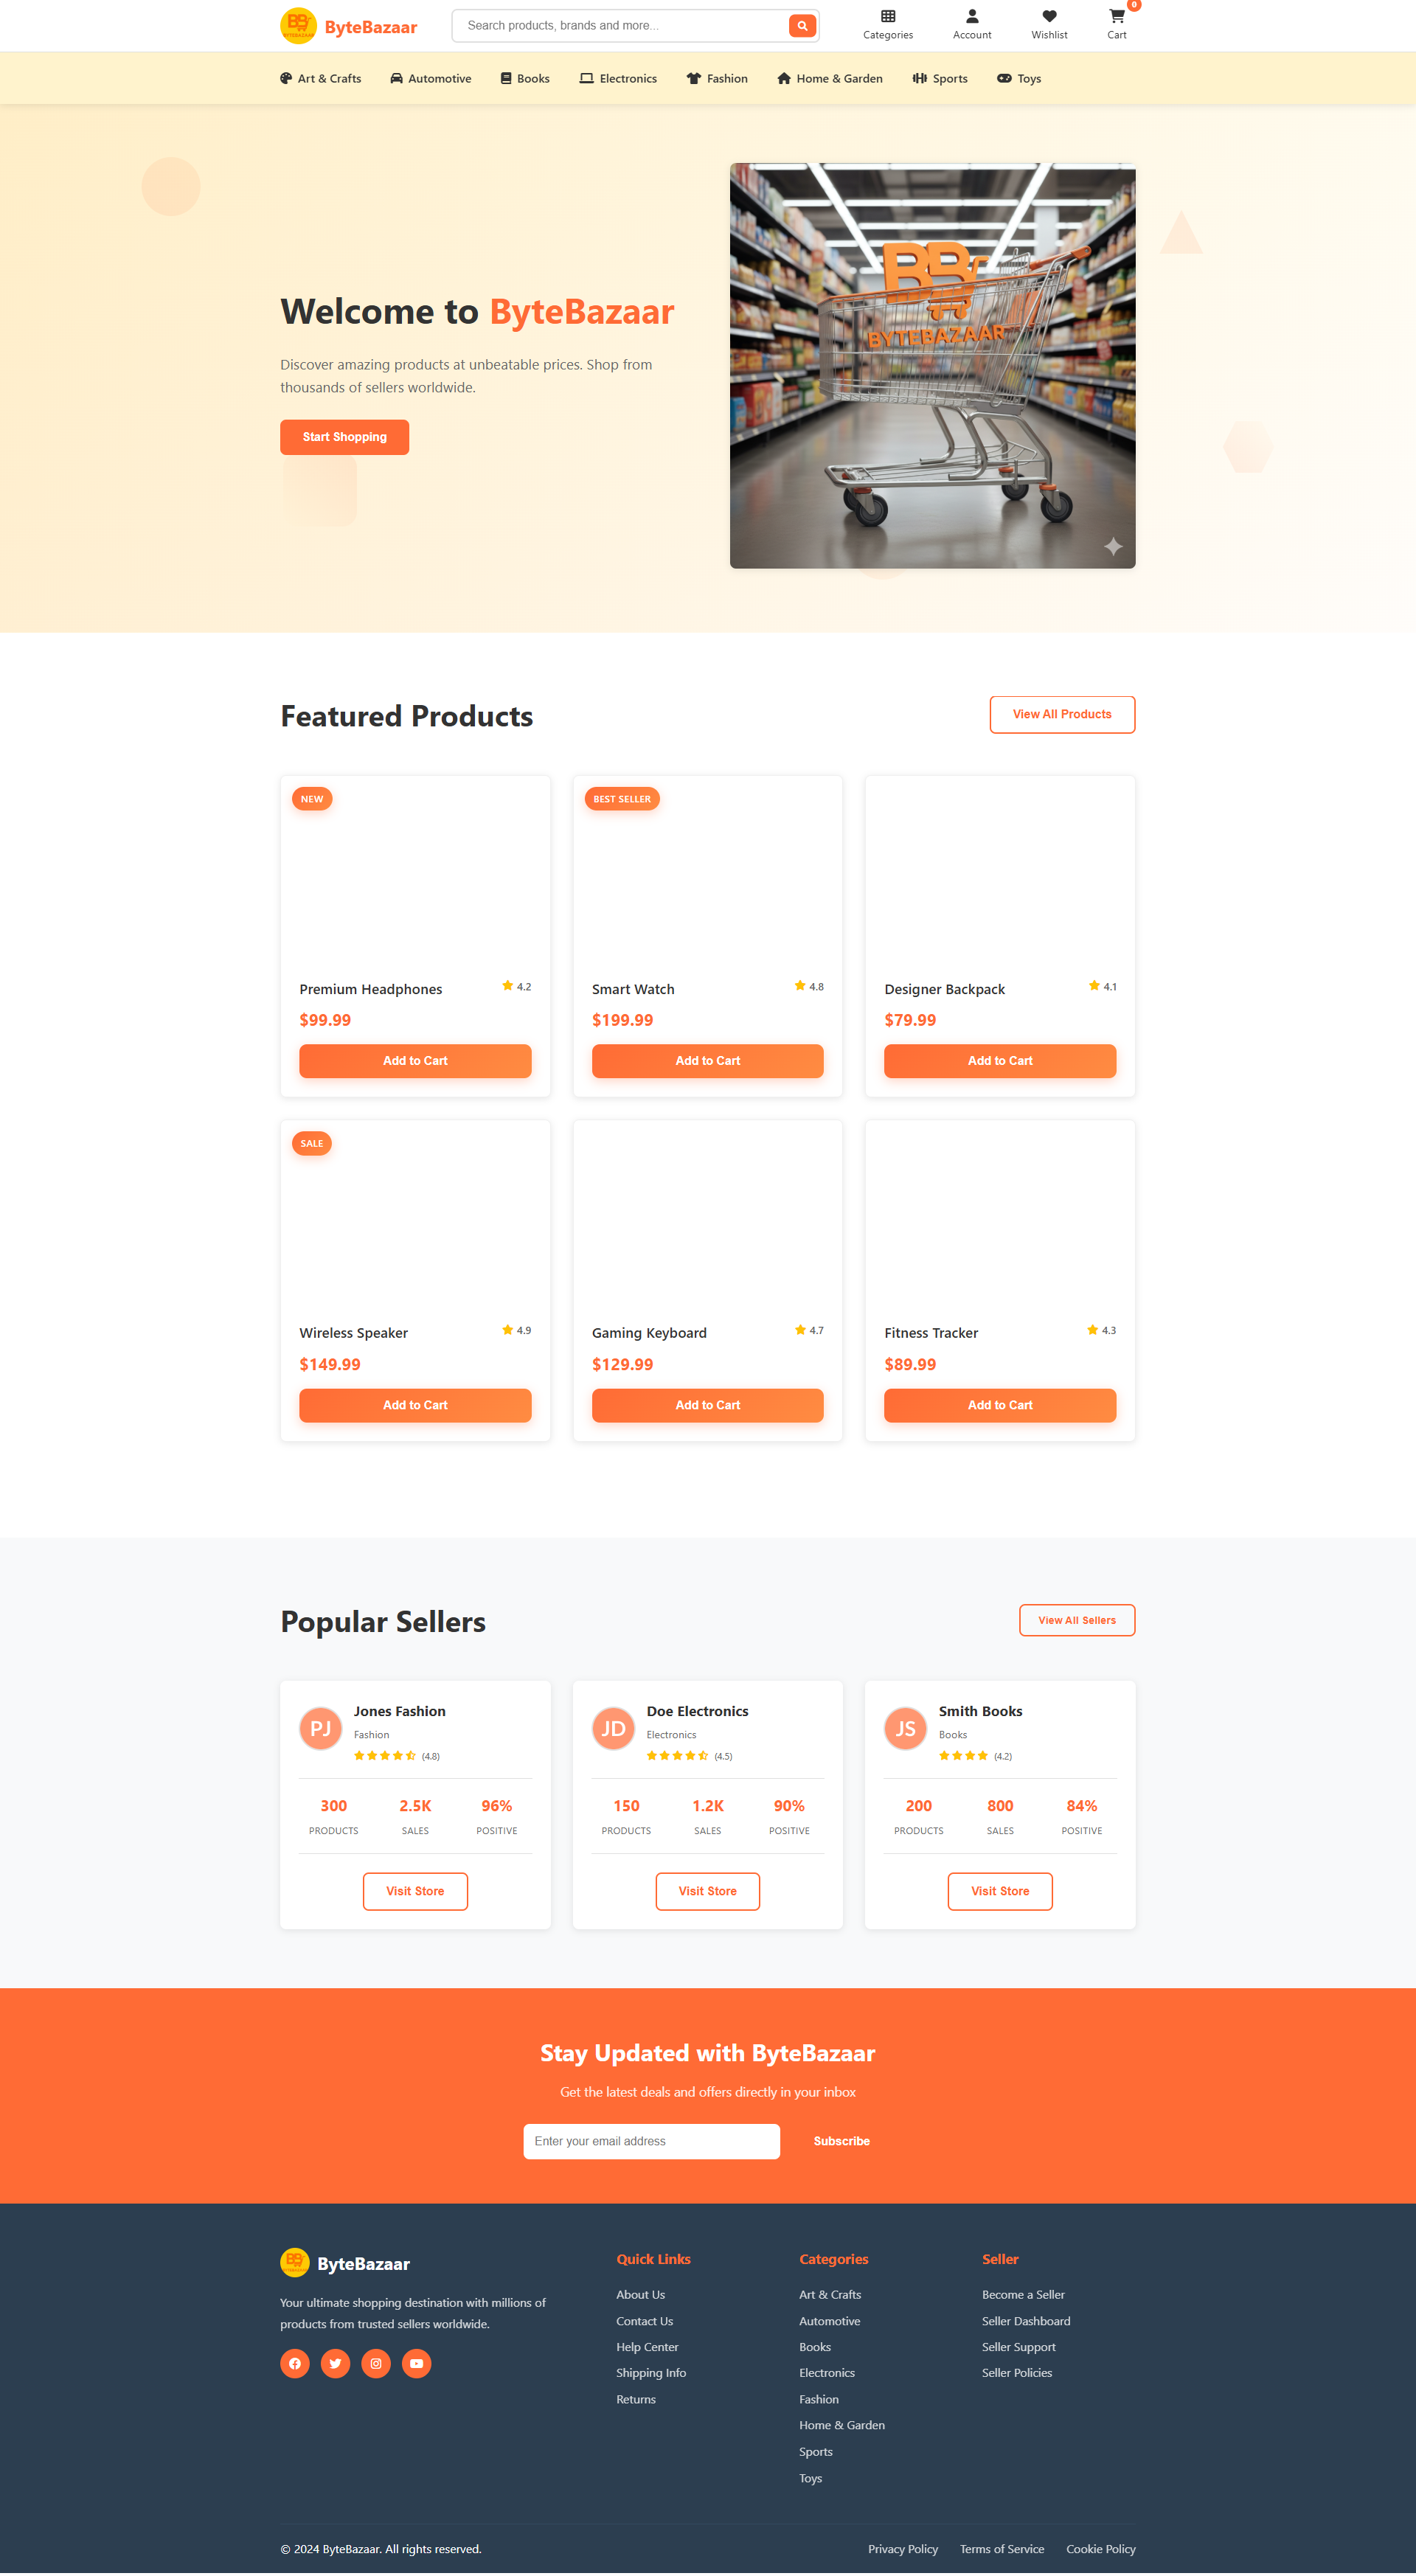 ByteBazaar
Search products, brands and more...
Categories
Account
Wishlist
0
Cart
Art & Crafts
Automotive
Books
Electronics
Fashion
Home & Garden
Sports
Toys
Welcome to ByteBazaar
Discover amazing products at unbeatable prices. Shop from
thousands of sellers worldwide.
Start Shopping
BB
BYTEBAZAAR
Featured Products
View All Products
NEW
Premium Headphones
4.2
$99.99
Add to Cart
BEST SELLER
Smart Watch
4.8
$199.99
Add to Cart
Designer Backpack
4.1
$79.99
Add to Cart
SALE
Wireless Speaker
4.9
$149.99
Add to Cart
Gaming Keyboard
4.7
$129.99
Add to Cart
Fitness Tracker
4.3
$89.99
Add to Cart
Popular Sellers
View All Sellers
PJ
Jones Fashion
Fashion
(4.8)
300
PRODUCTS
2.5K
SALES
96%
POSITIVE
Visit Store
JD
Doe Electronics
Electronics
(4.5)
150
PRODUCTS
1.2K
SALES
90%
POSITIVE
Visit Store
JS
Smith Books
Books
(4.2)
200
PRODUCTS
800
SALES
84%
POSITIVE
Visit Store
Stay Updated with ByteBazaar
Get the latest deals and offers directly in your inbox
Enter your email address
Subscribe
ByteBazaar
Your ultimate shopping destination with millions of
products from trusted sellers worldwide.
Quick Links
About Us
Contact Us
Help Center
Shipping Info
Returns
Categories
Art & Crafts
Automotive
Books
Electronics
Fashion
Home & Garden
Sports
Toys
Seller
Become a Seller
Seller Dashboard
Seller Support
Seller Policies
© 2024 ByteBazaar. All rights reserved.
Privacy Policy
Terms of Service
Cookie Policy